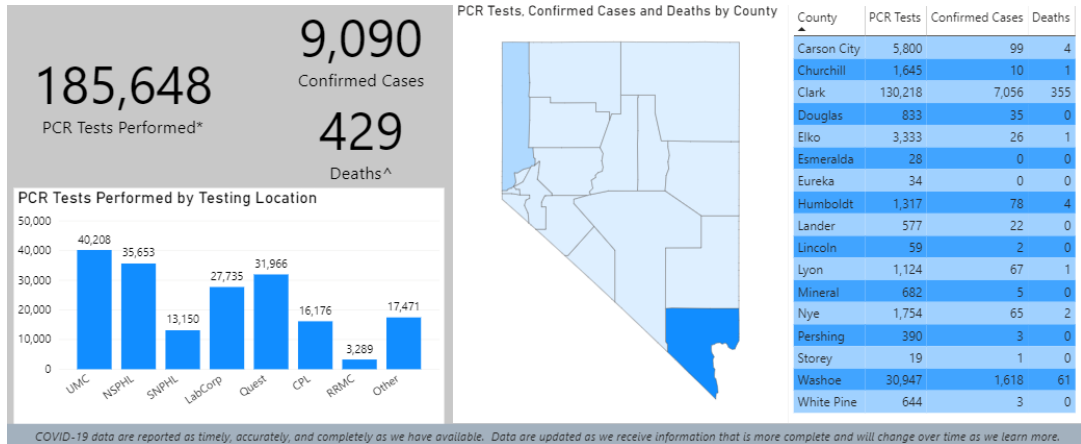 185,648
PCR Tests Performed*
9,090
Confirmed Cases
429
Deaths^
PCR Tests Performed by Testing Location
50,000
40,000
30,000
20,000
10,000
0
40,208
35,653
13,150
27,735
31,966
16,176
3,289
17,471
UMC
NSPHL
SNPHL
LabCorp
Quest
CPL
RRMC
Other
PCR Tests, Confirmed Cases and Deaths by County
County PCR Tests Confirmed Cases Deaths
Carson City 5,800 99 4
Churchill 1,645 10 1
Clark 130,218 7,056 355
Douglas 833 35 0
Elko 3,333 26 1
Esmeralda 28 0 0
Eureka 34 0 0
Humboldt 1,317 78 4
Lander 577 22 0
Lincoln 59 2 0
Lyon 1,124 67 1
Mineral 682 5 0
Nye 1,754 65 2
Pershing 390 3 0
Storey 19 1 0
Washoe 30,947 1,618 61
White Pine 644 3 0
COVID-19 data are reported as timely, accurately, and completely as we have available. Data are updated as we receive information that is more complete and will change over time as we learn more.